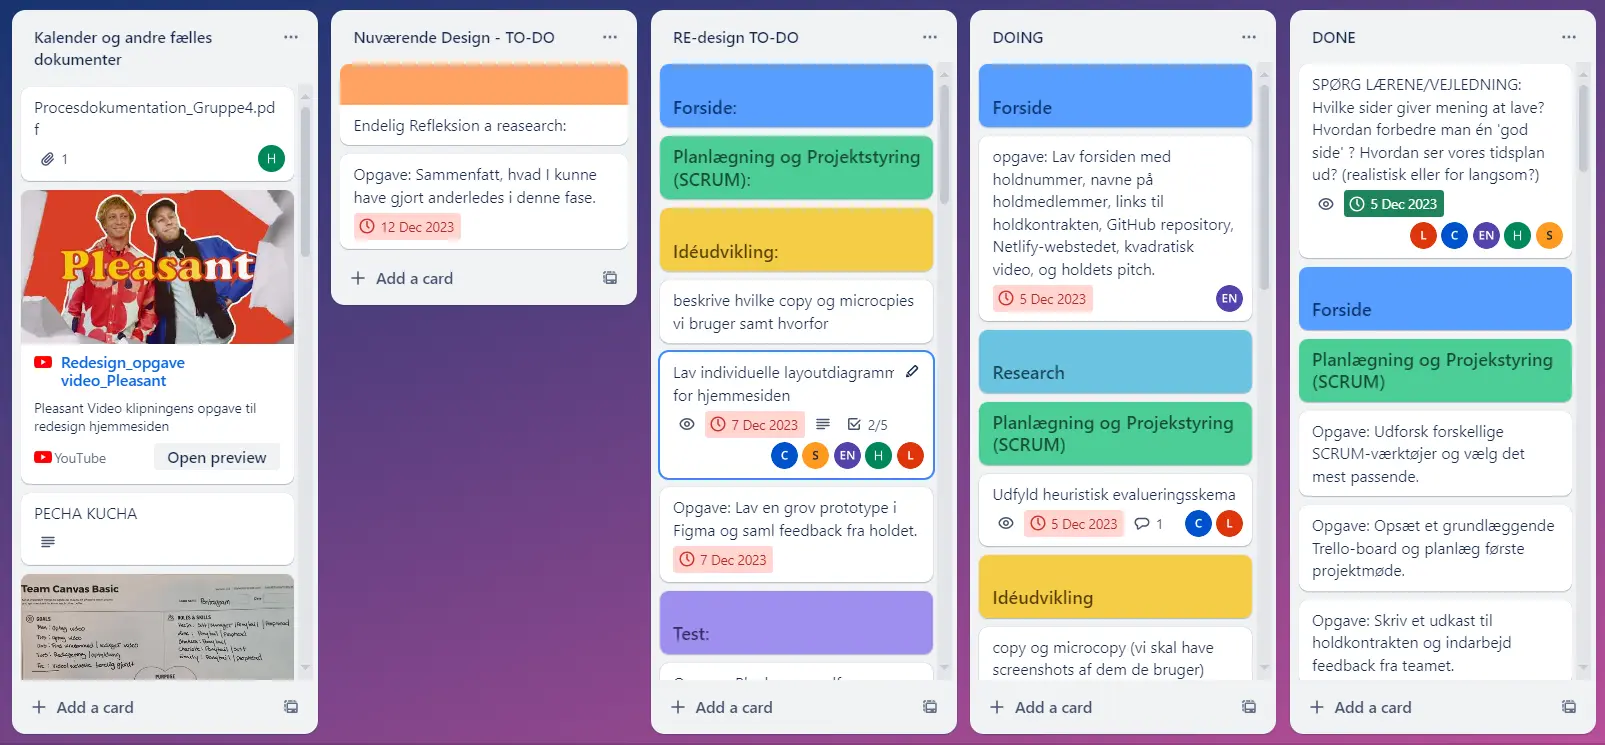 Kalender og andre fælles
dokumenter
Procesdokumentation_Gruppe4.pd
f
1
H
Pleasant
Redesign_opgave
video_Pleasant
Pleasant Video klipningens opgave til
redesign hjemmesiden
YouTube
Open preview
PECHA KUCHA
Team Canvas Basic
GOALS
RULES & SKILLS
PURPOSE
Add a card
Nuværende Design - TO-DO
Endelig Refleksion a reasearch:
Opgave: Sammenfatt, hvad I kunne
have gjort anderledes i denne fase.
12 Dec 2023
Add a card
RE-design TO-DO
Forside:
Planlægning og Projektstyring
(SCRUM):
Idéudvikling:
beskrive hvilke copy og microcpies
vi bruger samt hvorfor
Lav individuelle layoutdiagramm
for hjemmesiden
7 Dec 2023
2/5
C S EN H L
Opgave: Lav en grov prototype i
Figma og saml feedback fra holdet.
7 Dec 2023
Test:
Add a card
DOING
Forside
opgave: Lav forsiden med
holdnummer, navne på
holdmedlemmer, links til
holdkontrakten, GitHub repository,
Netlify-webstedet, kvadratisk
video, og holdets pitch.
5 Dec 2023
EN
Research
Planlægning og Projekstyring
(SCRUM)
Udfyld heuristisk evalueringsskema
5 Dec 2023
1
C L
Idéudvikling
copy og microcopy (vi skal have
screenshots af dem de bruger)
Add a card
DONE
SPØRG LÆRENE/VEJLEDNING:
Hvilke sider giver mening at lave?
Hvordan forbedre man én 'god
side' ? Hvordan ser vores tidsplan
ud? (realistisk eller for langsom?)
5 Dec 2023
L C EN H S
Forside
Planlægning og Projekstyring
(SCRUM)
Opgave: Udforsk forskellige
SCRUM-værktøjer og vælg det
mest passende.
Opgave: Opsæt et grundlæggende
Trello-board og planlæg første
projektmøde.
Opgave: Skriv et udkast til
holdkontrakten og indarbejd
feedback fra teamet.
Add a card